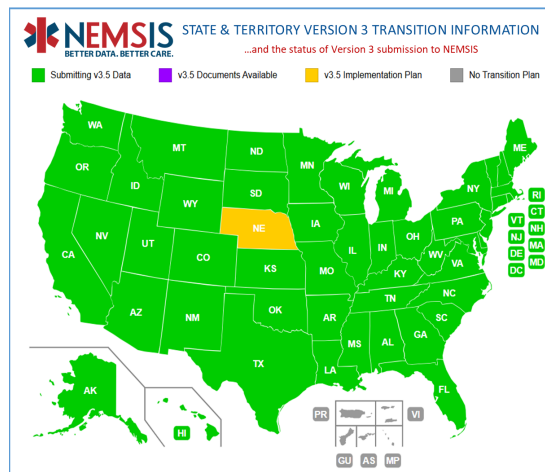 NEMSIS
BETTER DATA. BETTER CARE.
STATE & TERRITORY VERSION 3 TRANSITION INFORMATION
...and the status of Version 3 submission to NEMSIS
Submitting v3.5 Data
v3.5 Documents Available
v3.5 Implementation Plan
No Transition Plan
WA
MT
ND
MN
ME
OR
ID
SD
WI
MI
NY
WY
RI
CT
NE
IA
PA
VT
NH
NV
UT
CO
IL
IN
OH
NJ
MA
CA
KS
MO
WV
VA
DE
MD
KY
DC
AZ
NM
OK
AR
TN
NC
SC
TX
MS
AL
GA
LA
FL
AK
HI
PR
VI
GU
AS
MP